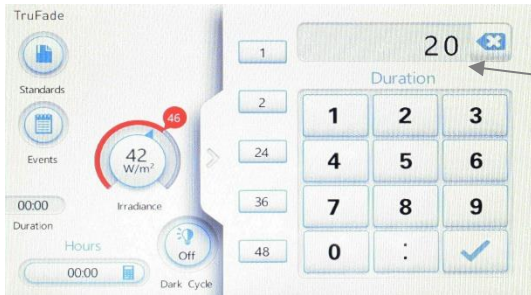 TruFade
Standards
Events
46
42
W/m²
Irradiance
00:00
Duration
Hours
00:00
Off
Dark Cycle
1
2
24
36
48
20
Duration
1 2 3
4 5 6
7 8 9
0 :